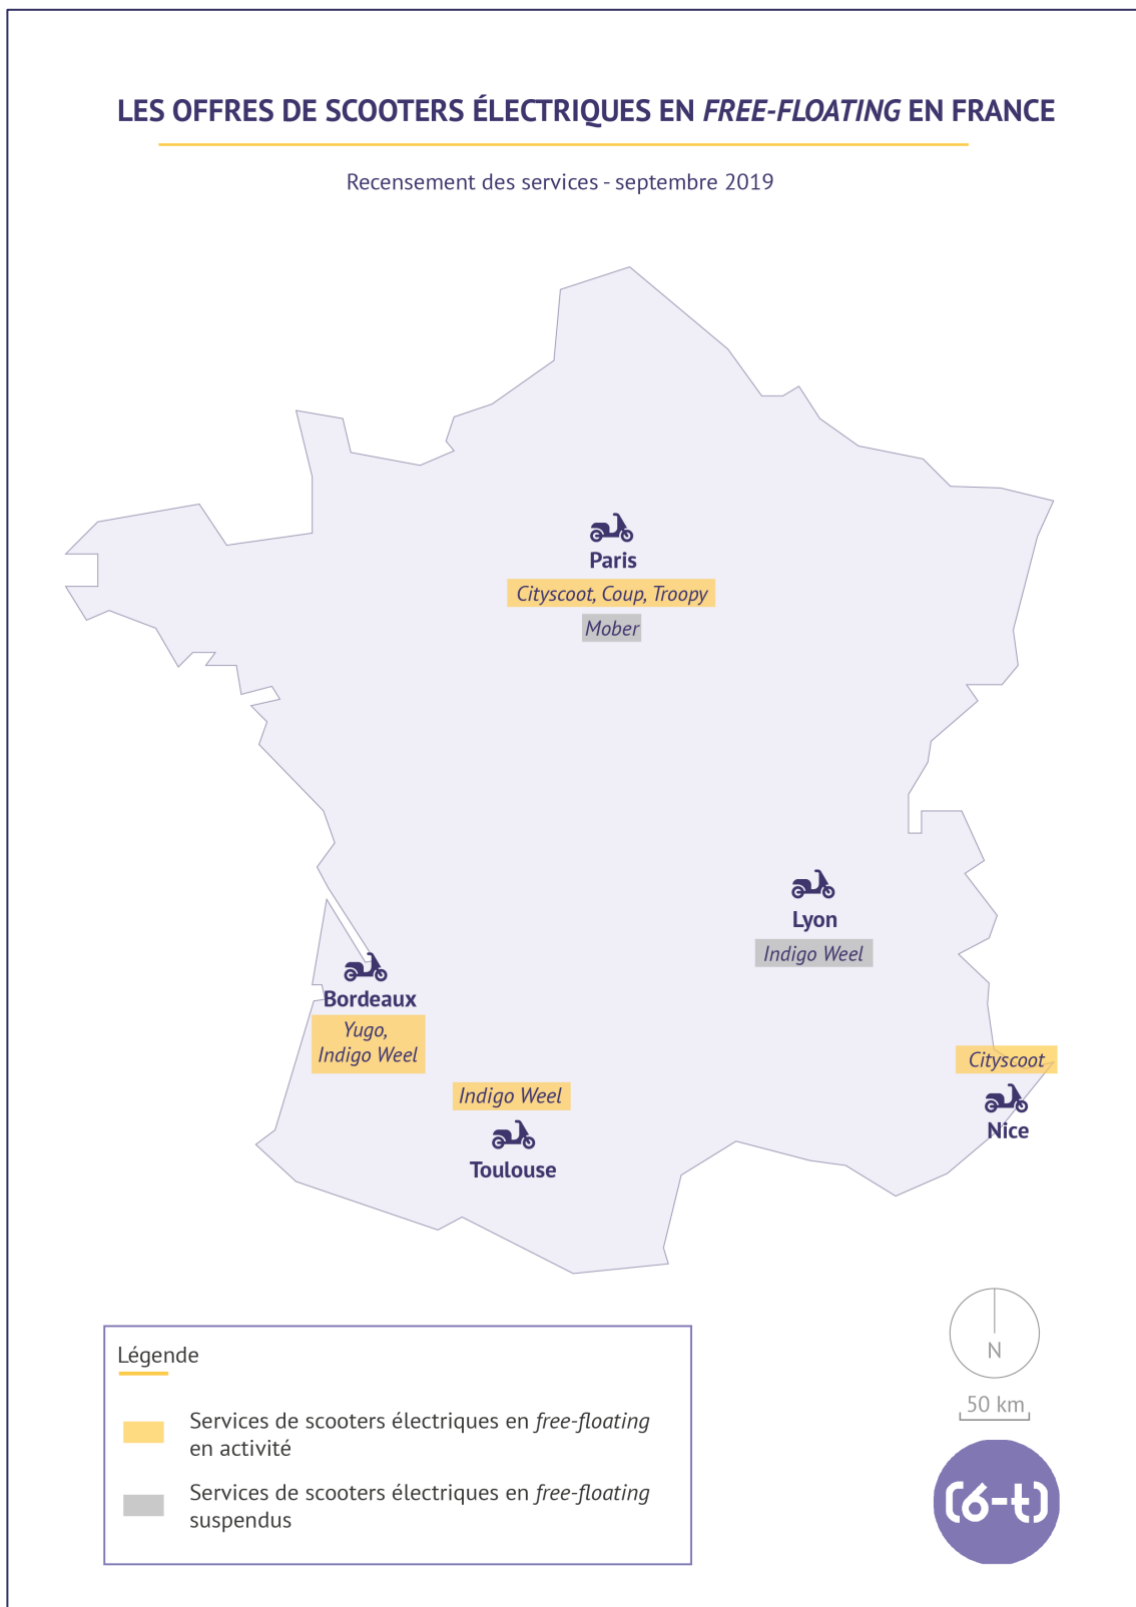 LES OFFRES DE SCOOTERS ÉLECTRIQUES EN FREE-FLOATING EN FRANCE
Recensement des services - septembre 2019
Paris
Cityscoot, Coup, Troopy
Mober
Lyon
Indigo Weel
Bordeaux
Yugo,
Indigo Weel
Cityscoot
Nice
Indigo Weel
Toulouse
Légende
Services de scooters électriques en free-floating
en activité
Services de scooters électriques en free-floating
suspendus
N
50 km
(6-t)